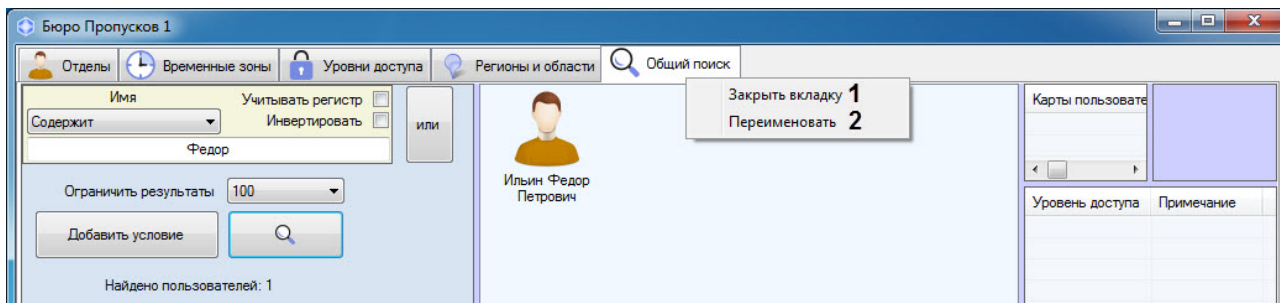 Бюро Пропусков 1
Отделы
Временные зоны
Уровни доступа
Регионы и области
Общий поиск
Имя
Учитывать регистр
Содержит
Инвертировать
или
Федор
Ограничить результаты
100
Добавить условие
Найдено пользователей: 1
Ильин Федор
Петрович
Закрыть вкладку 1
Переименовать 2
Карты пользовате
Уровень доступа
Примечание